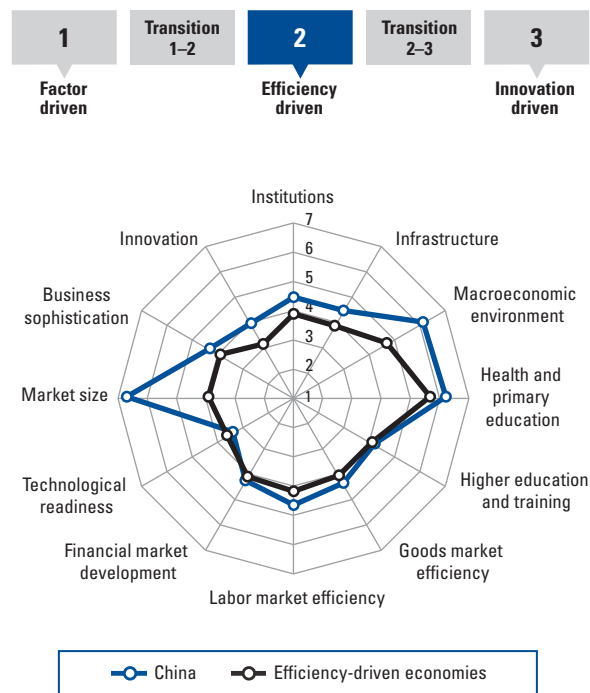 1
Transition
1–2
2
Transition
2–3
3
Factor
driven
Efficiency
driven
Innovation
driven
Institutions
7
6
5
4
3
2
1
Infrastructure
Macroeconomic
environment
Health and
primary
education
Higher education
and training
Goods market
efficiency
Labor market efficiency
Financial market
development
Technological
readiness
Market size
Business
sophistication
Innovation
China
Efficiency-driven economies